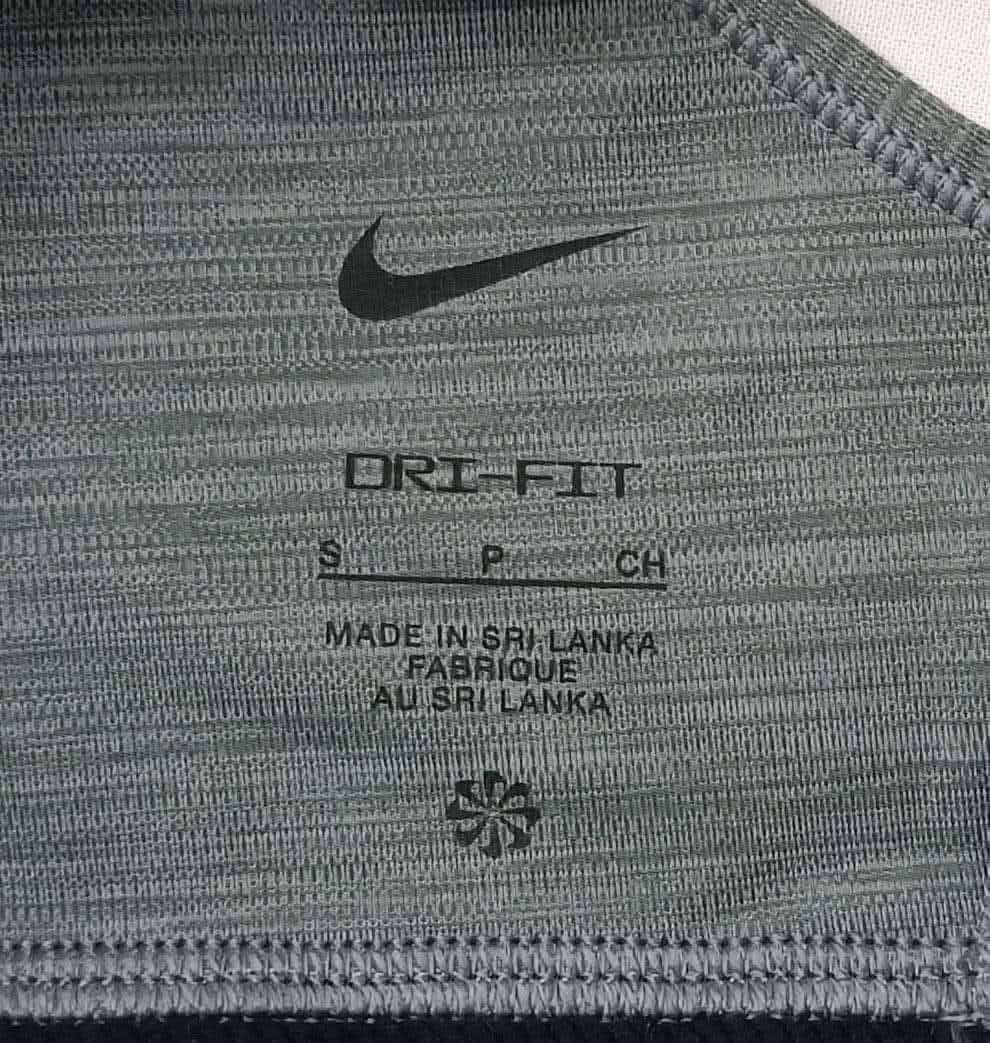 DRI-FIT
S P CH
MADE IN SRI LANKA
FABRIQUE
AU SRI LANKA